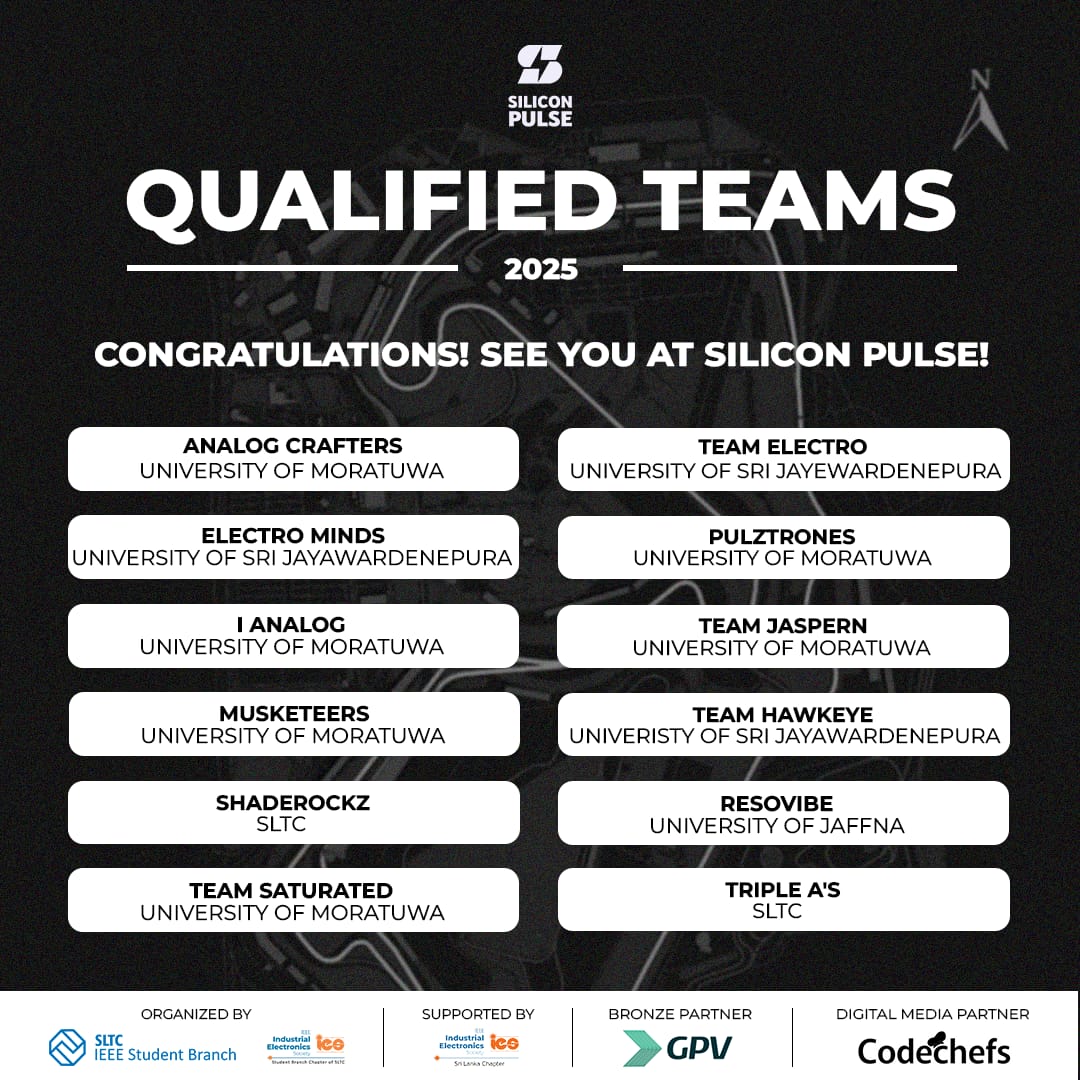 SILICON
PULSE
N
QUALIFIED TEAMS
2025
CONGRATULATIONS! SEE YOU AT SILICON PULSE!
ANALOG CRAFTERS
UNIVERSITY OF MORATUWA
TEAM ELECTRO
UNIVERSITY OF SRI JAYEWARDENEPURA
ELECTRO MINDS
UNIVERSITY OF SRI JAYAWARDENEPURA
PULZTRONES
UNIVERSITY OF MORATUWA
I ANALOG
UNIVERSITY OF MORATUWA
TEAM JASPERN
UNIVERSITY OF MORATUWA
MUSKETEERS
UNIVERSITY OF MORATUWA
TEAM HAWKEYE
UNIVERISTY OF SRI JAYAWARDENEPURA
SHADEROCKZ
SLTC
RESOVIBE
UNIVERSITY OF JAFFNA
TEAM SATURATED
UNIVERSITY OF MORATUWA
TRIPLE A'S
SLTC
ORGANIZED BY
SLTC
IEEE Student Branch
IEEE
Industrial
Electronics
Society
ies
Student Branch Chapter of SLTC
SUPPORTED BY
IEEE
Industrial
Electronics
Society
ies
Sri Lanka Chapter
BRONZE PARTNER
GPV
DIGITAL MEDIA PARTNER
Codechefs